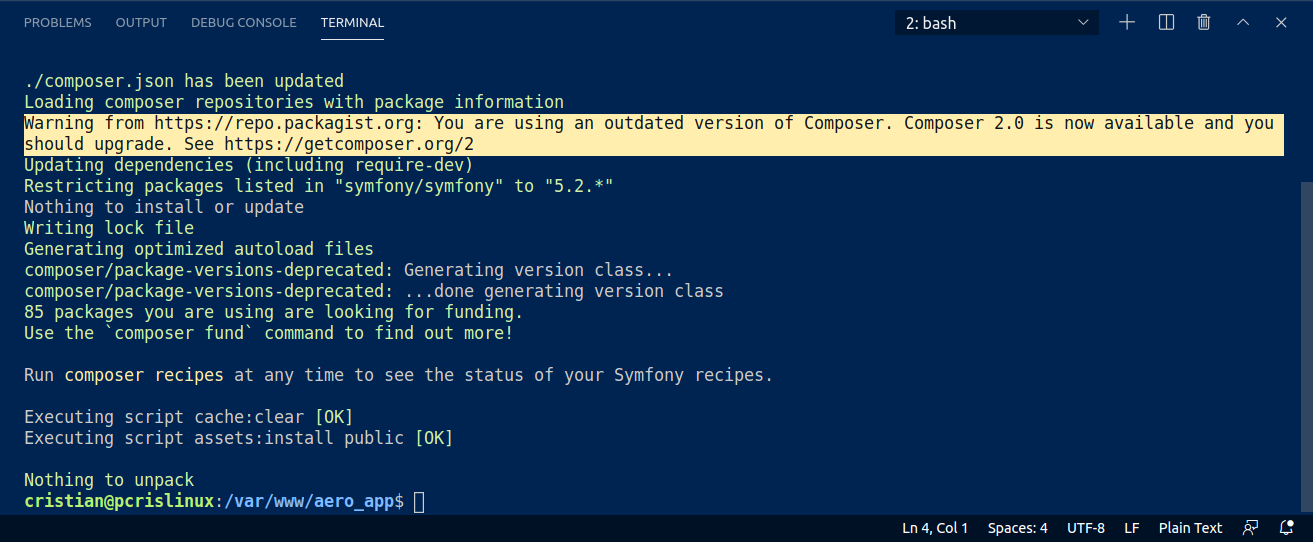 PROBLEMS OUTPUT DEBUG CONSOLE TERMINAL 2: bash
./composer.json has been updated
Loading composer repositories with package information
Warning from https://repo.packagist.org: You are using an outdated version of Composer. Composer 2.0 is now available and you
should upgrade. See https://getcomposer.org/2
Updating dependencies (including require-dev)
Restricting packages listed in "symfony/symfony" to "5.2.*"
Nothing to install or update
Writing lock file
Generating optimized autoload files
composer/package-versions-deprecated: Generating version class...
composer/package-versions-deprecated: ...done generating version class
85 packages you are using are looking for funding.
Use the `composer fund` command to find out more!
Run composer recipes at any time to see the status of your Symfony recipes.
Executing script cache:clear [OK]
Executing script assets:install public [OK]
Nothing to unpack
cristian@pcrislinux:/var/www/aero_app$
Ln 4, Col 1 Spaces: 4 UTF-8 LF Plain Text